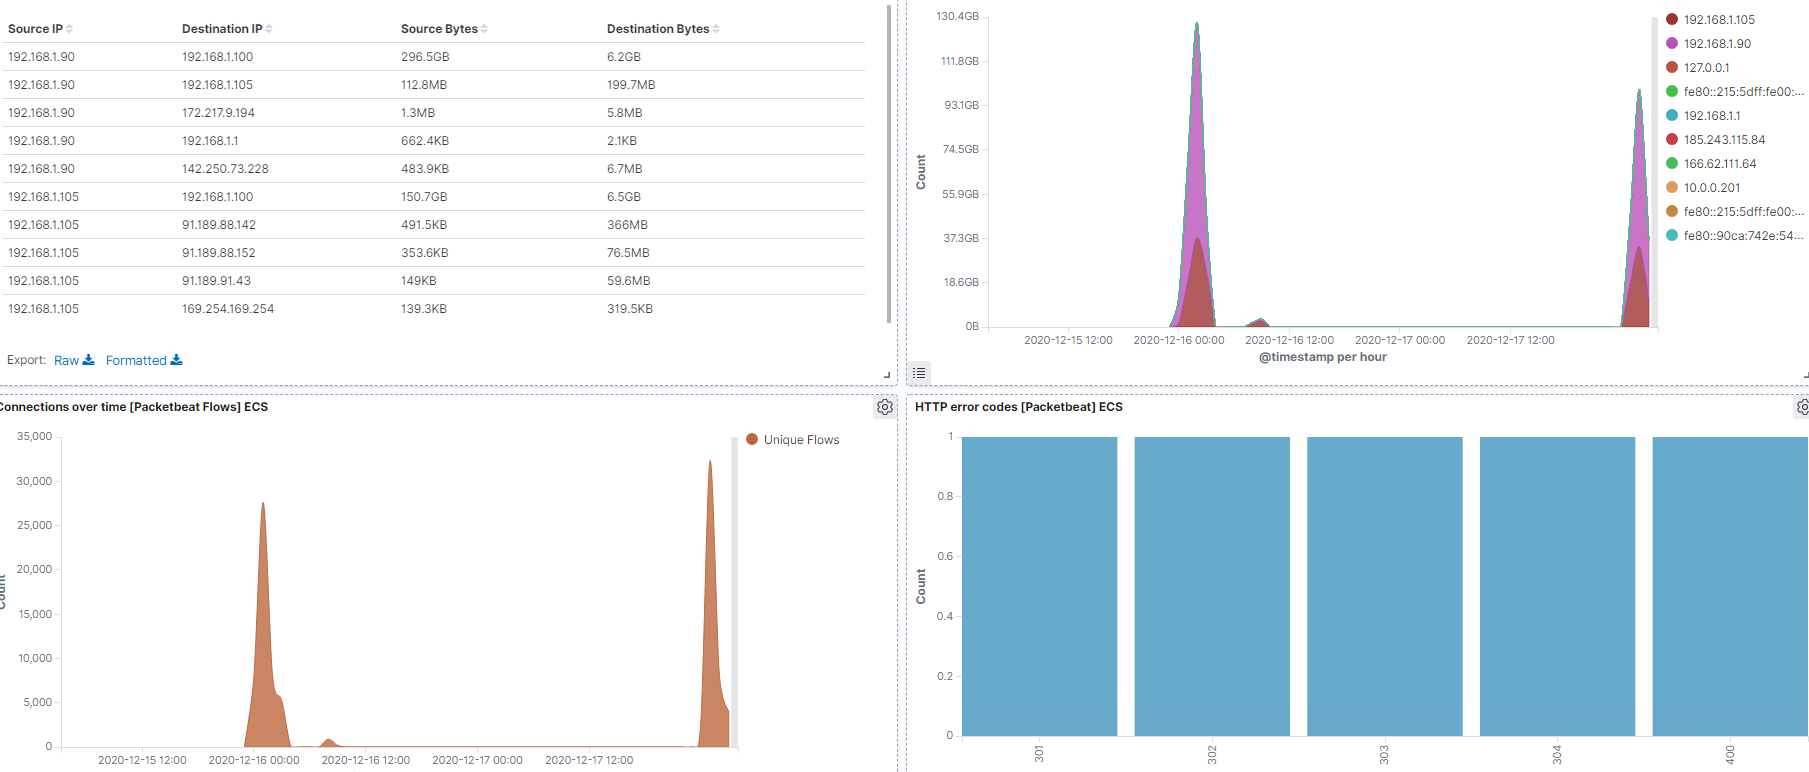 Source IP Destination IP Source Bytes Destination Bytes
192.168.1.90 192.168.1.100 296.5GB 6.2GB
192.168.1.90 192.168.1.105 112.8MB 199.7MB
192.168.1.90 172.217.9.194 1.3MB 5.8MB
192.168.1.90 192.168.1.1 662.4KB 2.1KB
192.168.1.90 142.250.73.228 483.9KB 6.7MB
192.168.1.105 192.168.1.100 150.7GB 6.5GB
192.168.1.105 91.189.88.142 491.5KB 366MB
192.168.1.105 91.189.88.152 353.6KB 76.5MB
192.168.1.105 91.189.91.43 149KB 59.6MB
192.168.1.105 169.254.169.254 139.3KB 319.5KB
Export: Raw Formatted
130.4GB
111.8GB
93.1GB
74.5GB
55.9GB
37.3GB
18.6GB
0B
Count
2020-12-15 12:00 2020-12-16 00:00 2020-12-16 12:00 2020-12-17 00:00 2020-12-17 12:00
@timestamp per hour
192.168.1.105
192.168.1.90
127.0.0.1
fe80::215:5dff:fe00:...
192.168.1.1
185.243.115.84
166.62.111.64
10.0.0.201
fe80::215:5dff:fe00:...
fe80::90ca:742e:54...
Connections over time [Packetbeat Flows] ECS
35,000
30,000
25,000
20,000
15,000
10,000
5,000
0
Count
2020-12-15 12:00 2020-12-16 00:00 2020-12-16 12:00 2020-12-17 00:00 2020-12-17 12:00
Unique Flows
HTTP error codes [Packetbeat] ECS
1
0.8
0.6
0.4
0.2
0
Count
301 302 303 304 400